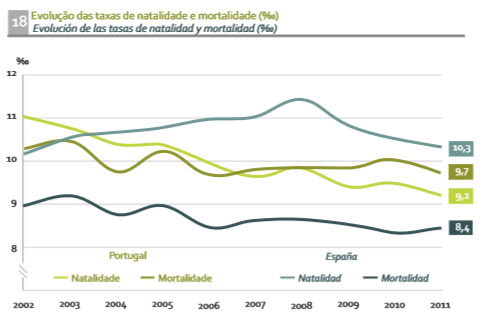 18 Evolução das taxas de natalidade e mortalidade (‰)
Evolución de las tasas de natalidad y mortalidad (‰)
‰
12
11
10
9
8
10,3
9,7
9,2
8,4
Portugal España
Natalidade Mortalidade Natalidad Mortalidad
2002 2003 2004 2005 2006 2007 2008 2009 2010 2011